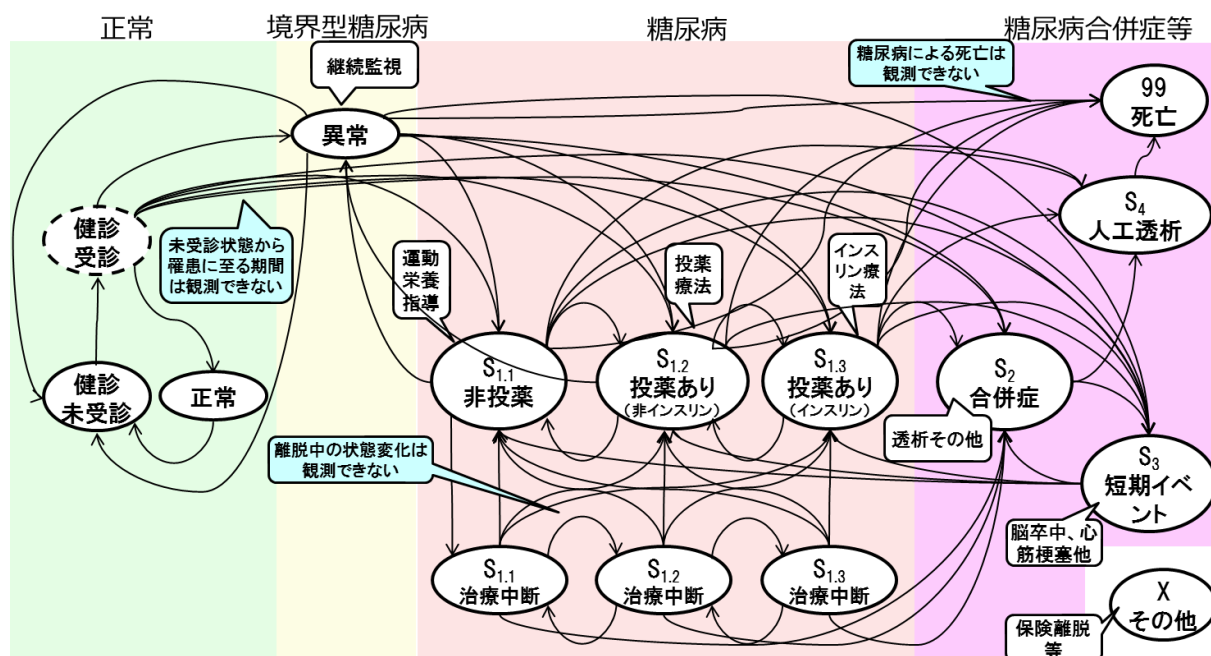 正常
境界型糖尿病
糖尿病
糖尿病合併症等
継続監視
異常
糖尿病による死亡は
観測できない
99
死亡
健診
受診
未受診状態から
罹患に至る期間
は観測できない
S4
人工透析
運動
栄養
指導
投薬
療法
インス
リン療
法
健診
未受診
正常
S1.1
非投薬
S1.2
投薬あり
(非インスリン)
S1.3
投薬あり
(インスリン)
S2
合併症
透析その他
離脱中の状態変化は
観測できない
S3
短期イベ
ント
脳卒中、心
筋梗塞他
S1.1
治療中断
S1.2
治療中断
S1.3
治療中断
X
その他
保険離脱
等